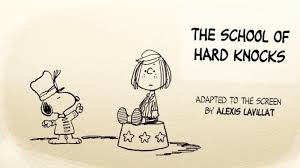 THE SCHOOL OF
HARD KNOCKS
ADAPTED TO THE SCREEN
BY ALEXIS LAVILLAT